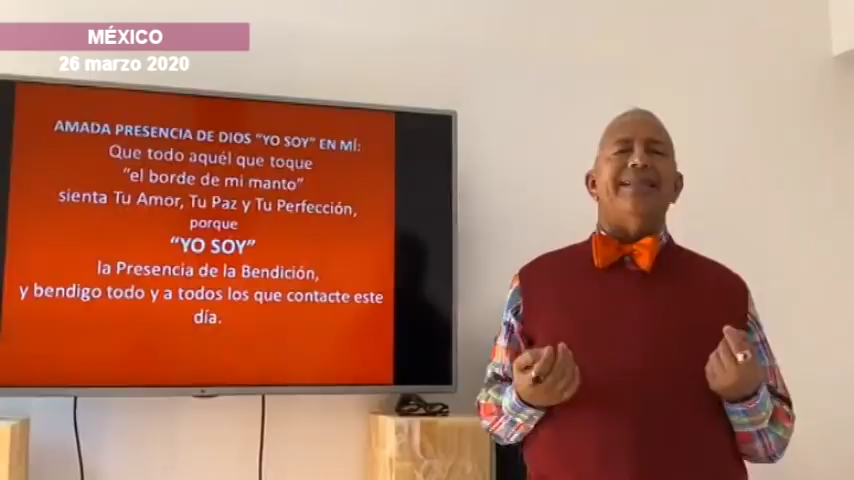 MÉXICO
26 marzo 2020
AMADA PRESENCIA DE DIOS “YO SOY” EN MÍ:
Que todo aquél que toque
“el borde de mi manto”
sienta Tu Amor, Tu Paz y Tu Perfección,
porque
“YO SOY”
la Presencia de la Bendición,
y bendigo todo y a todos los que contacte este
día.